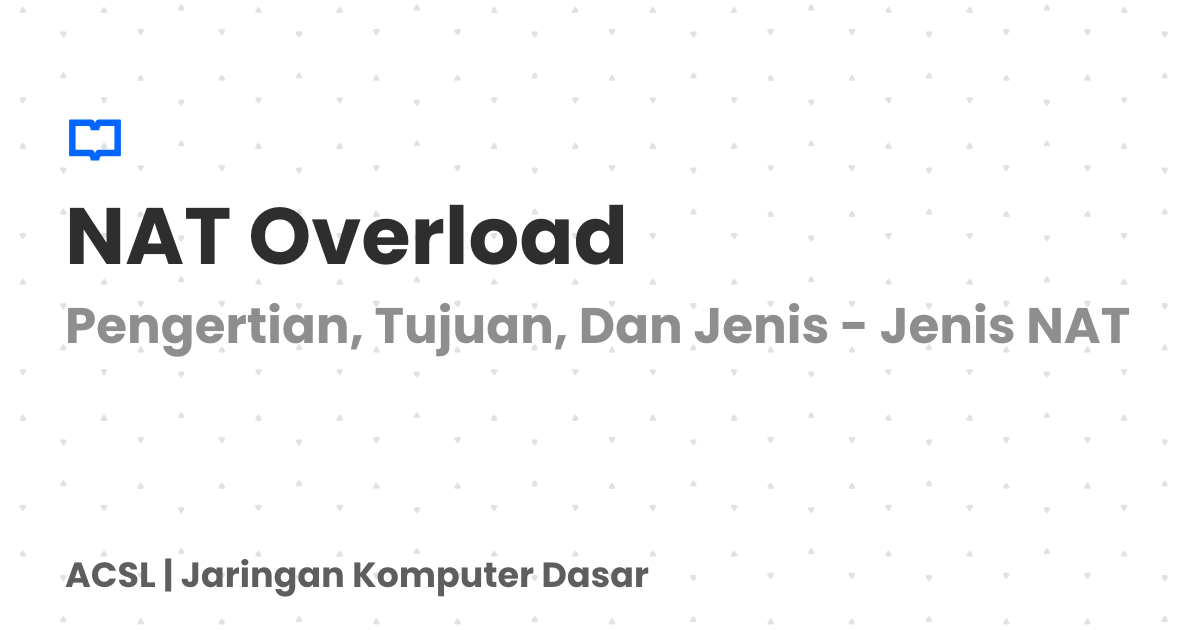 NAT Overload
Pengertian, Tujuan, Dan Jenis - Jenis NAT
ACSL | Jaringan Komputer Dasar